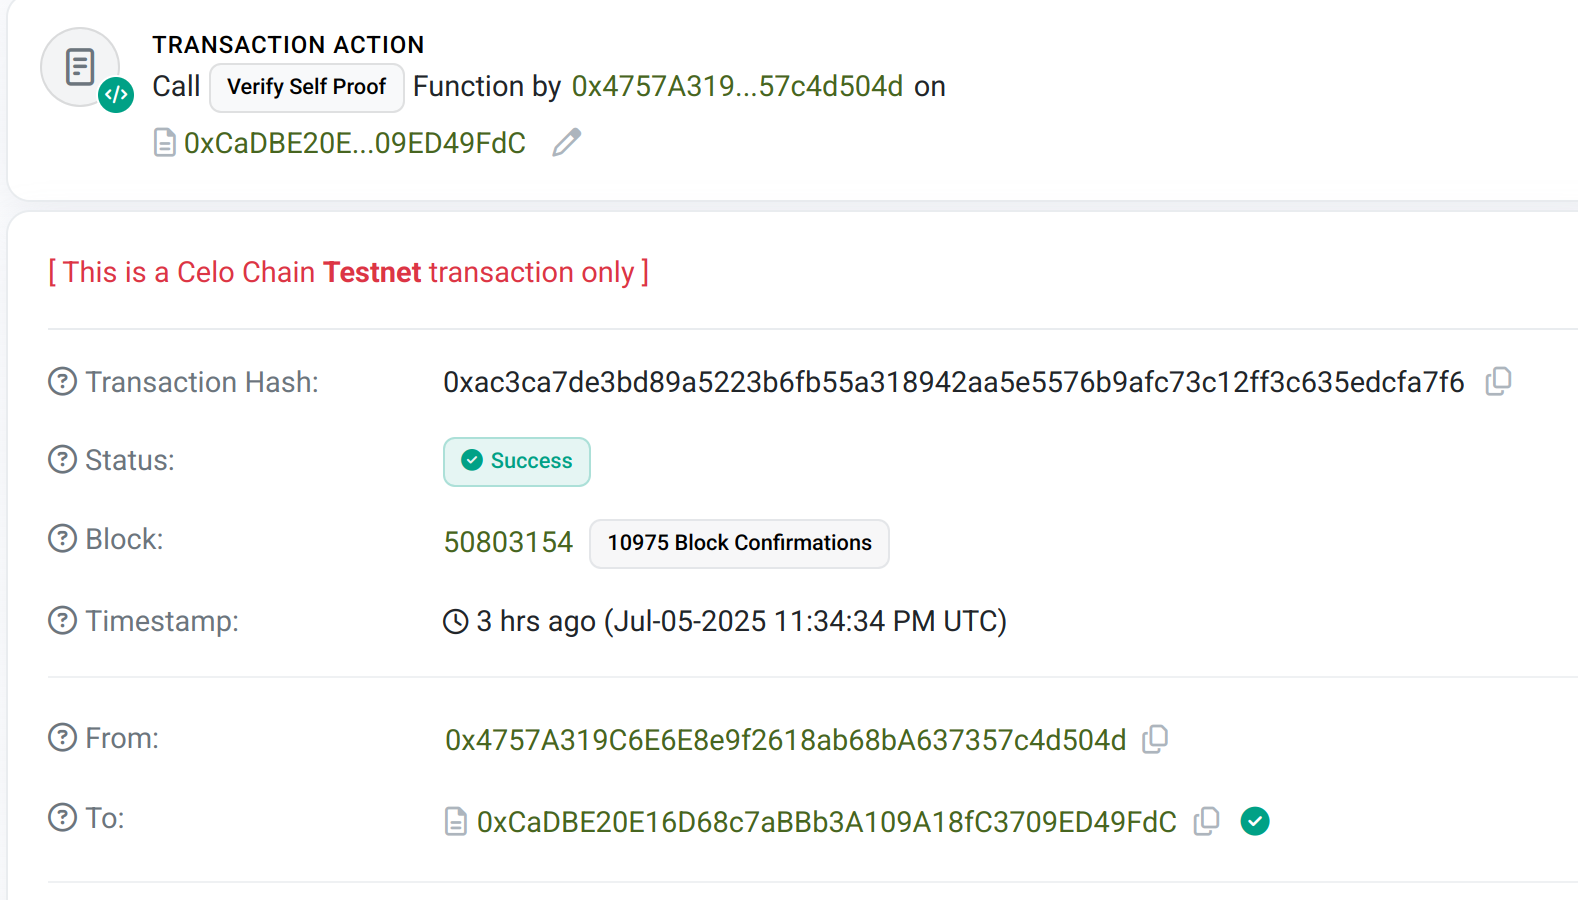 TRANSACTION ACTION
Call Verify Self Proof Function by 0x4757A319...57c4d504d on
0xCaDBE20E...09ED49FdC
[ This is a Celo Chain Testnet transaction only ]
Transaction Hash: 0xac3ca7de3bd89a5223b6fb55a318942aa5e5576b9afc73c12ff3c635edcfa7f6
Status: Success
Block: 50803154 10975 Block Confirmations
Timestamp: 3 hrs ago (Jul-05-2025 11:34:34 PM UTC)
From: 0x4757A319C6E6E8e9f2618ab68bA637357c4d504d
To: 0xCaDBE20E16D68c7aBBb3A109A18fC3709ED49FdC